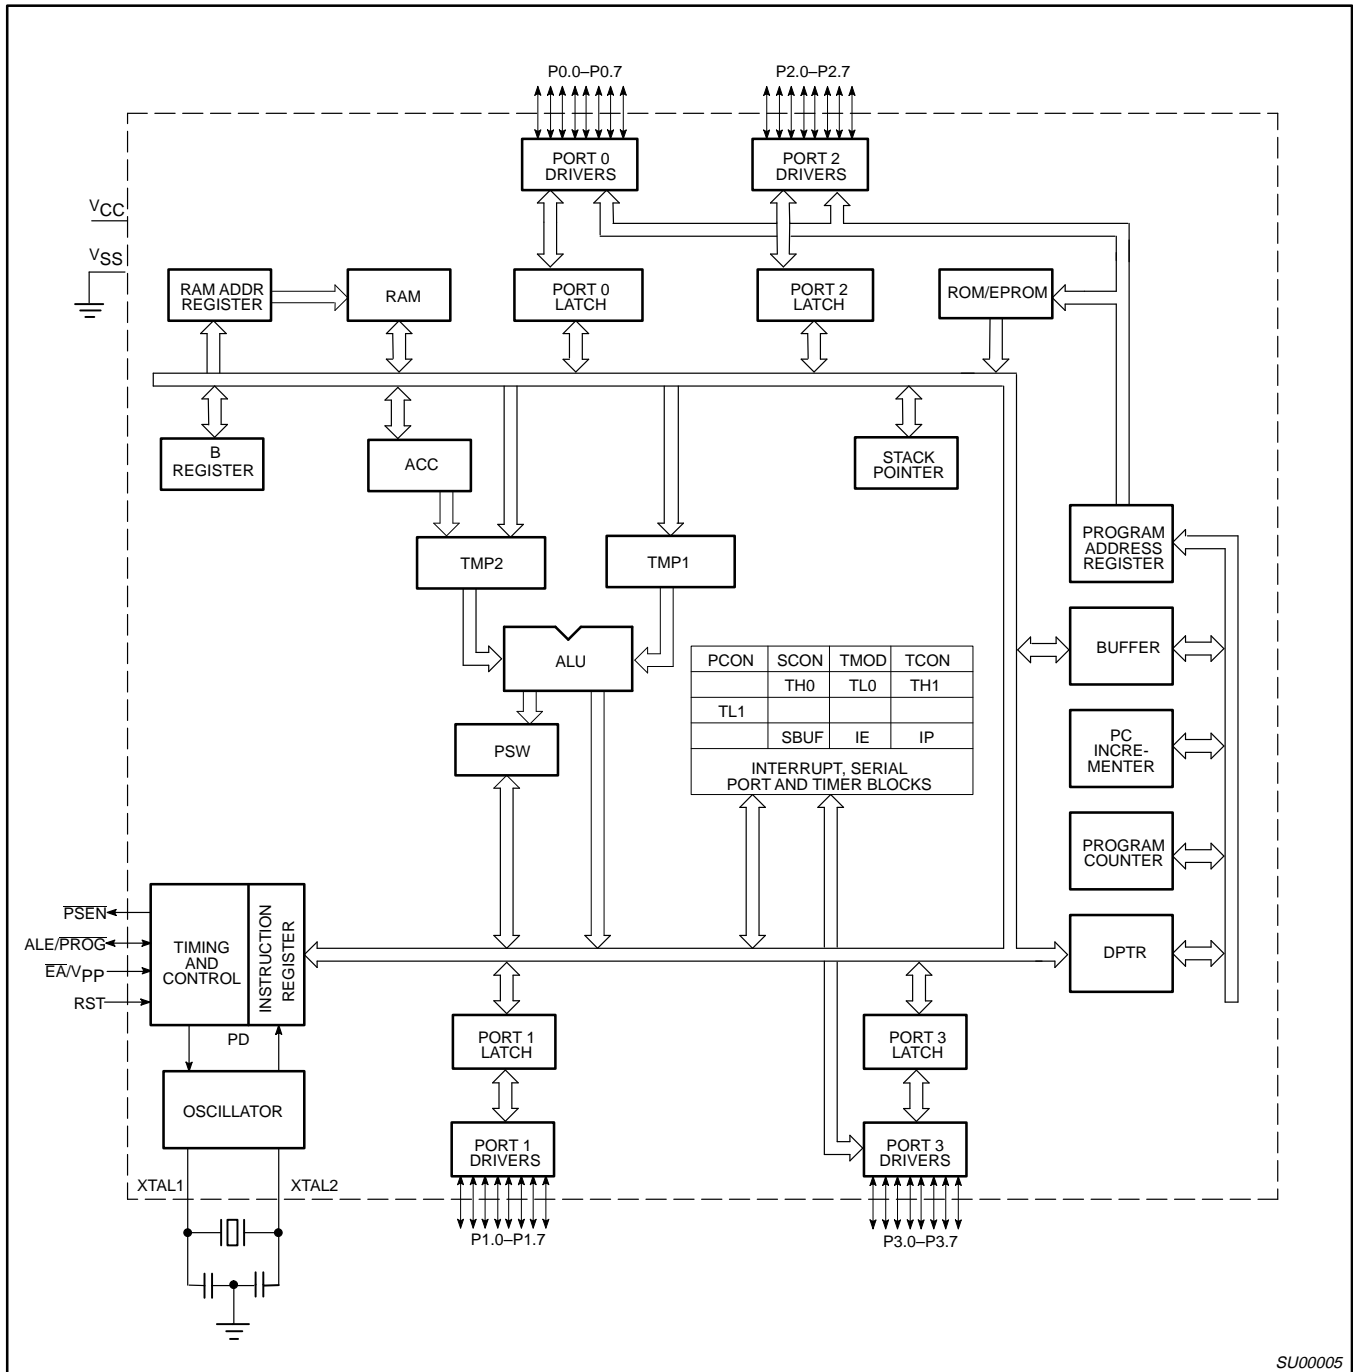 P0.0–P0.7
P2.0–P2.7
PORT 0
DRIVERS
PORT 2
DRIVERS
VCC
VSS
RAM ADDR
REGISTER
RAM
PORT 0
LATCH
PORT 2
LATCH
ROM/EPROM
B
REGISTER
ACC
STACK
POINTER
TMP2
TMP1
PROGRAM
ADDRESS
REGISTER
ALU
BUFFER
PCON SCON TMOD TCON
TH0 TL0 TH1
TL1
SBUF IE IP
INTERRUPT, SERIAL
PORT AND TIMER BLOCKS
PSW
PC
INCRE-
MENTER
PROGRAM
COUNTER
PSEN
ALE/PROG
EA/VPP
RST
TIMING
AND
CONTROL
INSTRUCTION
REGISTER
DPTR
PD
PORT 1
LATCH
PORT 3
LATCH
OSCILLATOR
PORT 1
DRIVERS
PORT 3
DRIVERS
XTAL1
XTAL2
P1.0–P1.7
P3.0–P3.7
SU00005